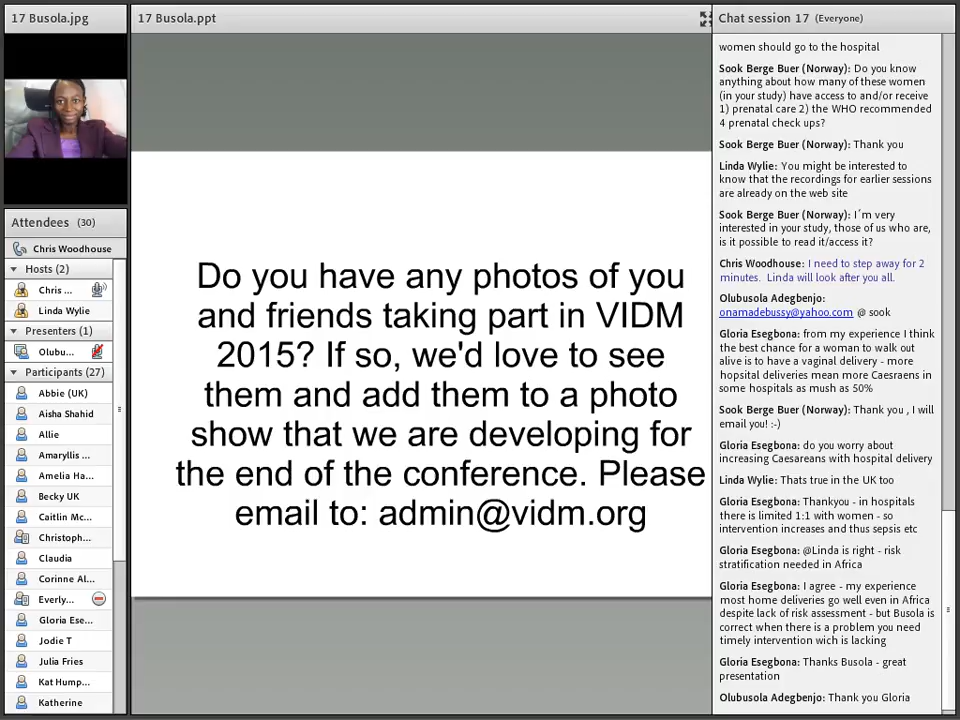 17 Busola.jpg
Attendees (30)
Chris Woodhouse
Hosts (2)
Chris ...
Linda Wylie
Presenters (1)
Olubu...
Participants (27)
Abbie (UK)
Aisha Shahid
Allie
Amaryllis ...
Amelia Ha...
Becky UK
Caitlin Mc...
Christoph...
Claudia
Corinne Al...
Everly...
Gloria Ese...
Jodie T
Julia Fries
Kat Hump...
Katherine
17 Busola.ppt
Do you have any photos of you
and friends taking part in VIDM
2015? If so, we'd love to see
them and add them to a photo
show that we are developing for
the end of the conference. Please
email to: admin@vidm.org
Chat session 17 (Everyone)
women should go to the hospital
Sook Berge Buer (Norway): Do you know
anything about how many of these women
(in your study) have access to and/or receive
1) prenatal care 2) the WHO recommended
4 prenatal check ups?
Sook Berge Buer (Norway): Thank you
Linda Wylie: You might be interested to
know that the recordings for earlier sessions
are already on the web site
Sook Berge Buer (Norway): I´m very
interested in your study, those of us who are,
is it possible to read it/access it?
Chris Woodhouse: I need to step away for 2
minutes. Linda will look after you all.
Olubusola Adegbenjo:
onamadebussy@yahoo.com @ sook
Gloria Esegbona: from my experience I think
the best chance for a woman to walk out
alive is to have a vaginal delivery - more
hopsital deliveries mean more Caesraens in
some hospitals as mush as 50%
Sook Berge Buer (Norway): Thank you , I will
email you! :-)
Gloria Esegbona: do you worry about
increasing Caesareans with hospital delivery
Linda Wylie: Thats true in the UK too
Gloria Esegbona: Thankyou - in hospitals
there is limited 1:1 with women - so
intervention increases and thus sepsis etc
Gloria Esegbona: @Linda is right - risk
stratification needed in Africa
Gloria Esegbona: I agree - my experience
most home deliveries go well even in Africa
despite lack of risk assessment - but Busola is
correct when there is a problem you need
timely intervention wich is lacking
Gloria Esegbona: Thanks Busola - great
presentation
Olubusola Adegbenjo: Thank you Gloria